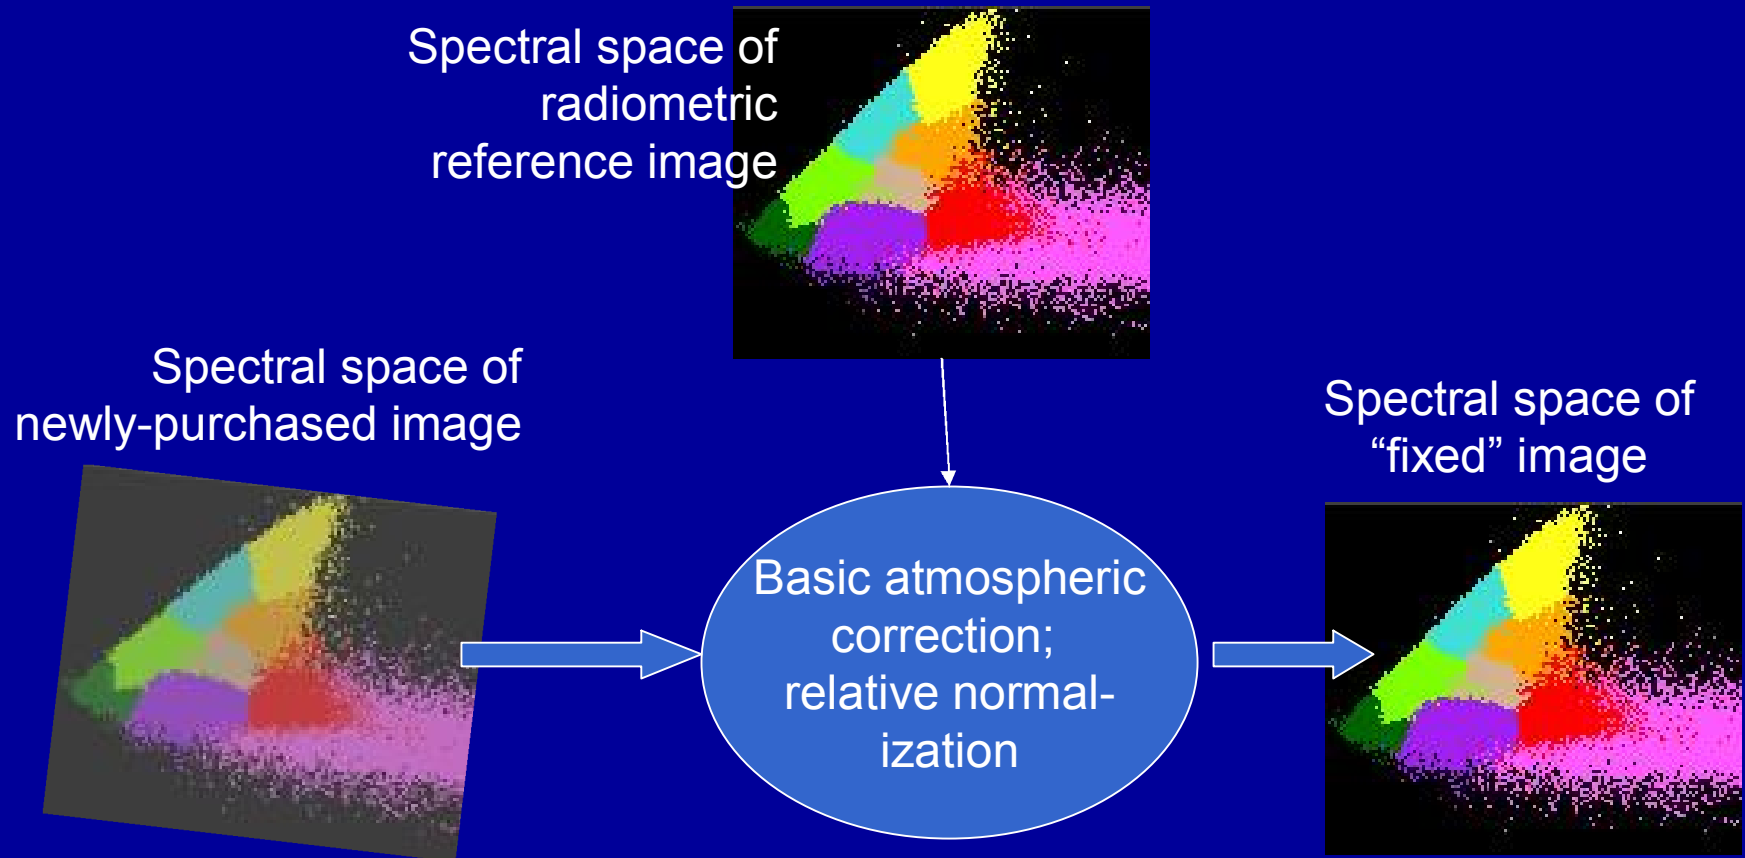 Spectral space of
radiometric
reference image
Spectral space of
newly-purchased image
Spectral space of
“fixed” image
Basic atmospheric
correction;
relative normal-
ization